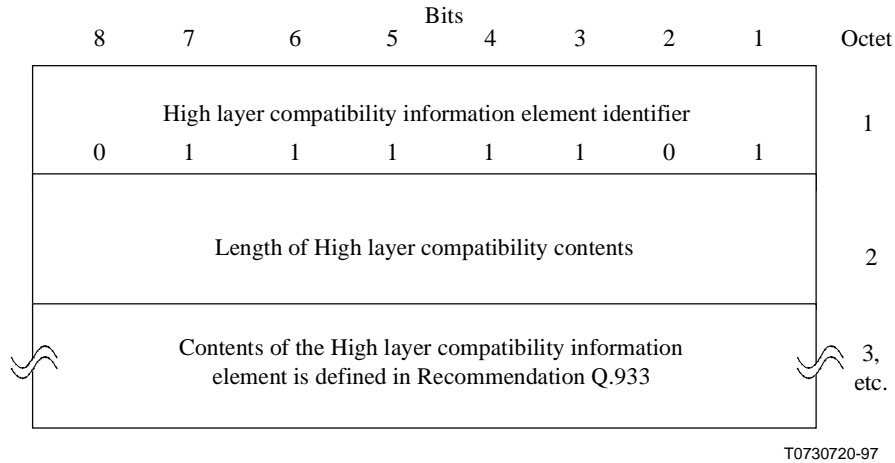 Bits
8 7 6 5 4 3 2 1 Octet
High layer compatibility information element identifier
1
0 1 1 1 1 1 0 1
Length of High layer compatibility contents
2
Contents of the High layer compatibility information
3,
element is defined in Recommendation Q.933
etc.
T0730720-97